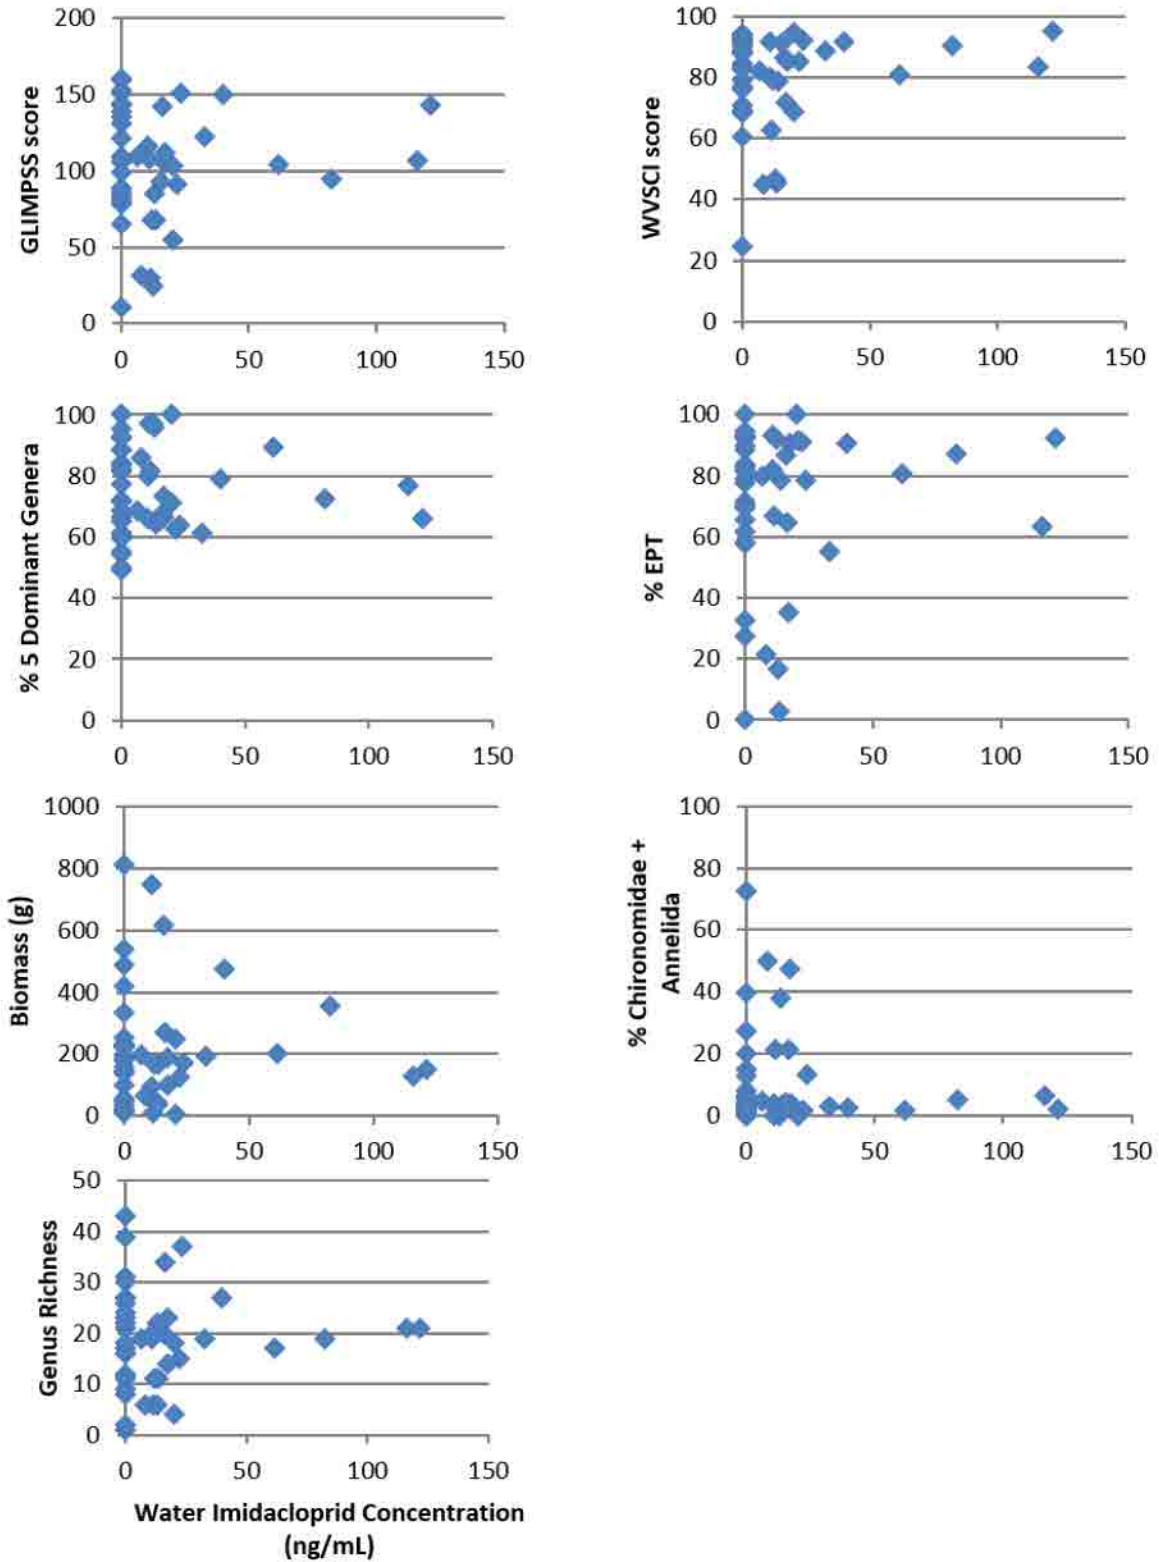 200
150
100
50
0
0 50 100 150
GLIMPSS score
100
80
60
40
20
0
0 50 100 150
WVSCI score
100
80
60
40
20
0
0 50 100 150
% 5 Dominant Genera
100
80
60
40
20
0
0 50 100 150
% EPT
1000
800
600
400
200
0
0 50 100 150
Biomass (g)
100
80
60
40
20
0
0 50 100 150
% Chironomidae +
Annelida
50
40
30
20
10
0
0 50 100 150
Genus Richness
Water Imidacloprid Concentration
(ng/mL)